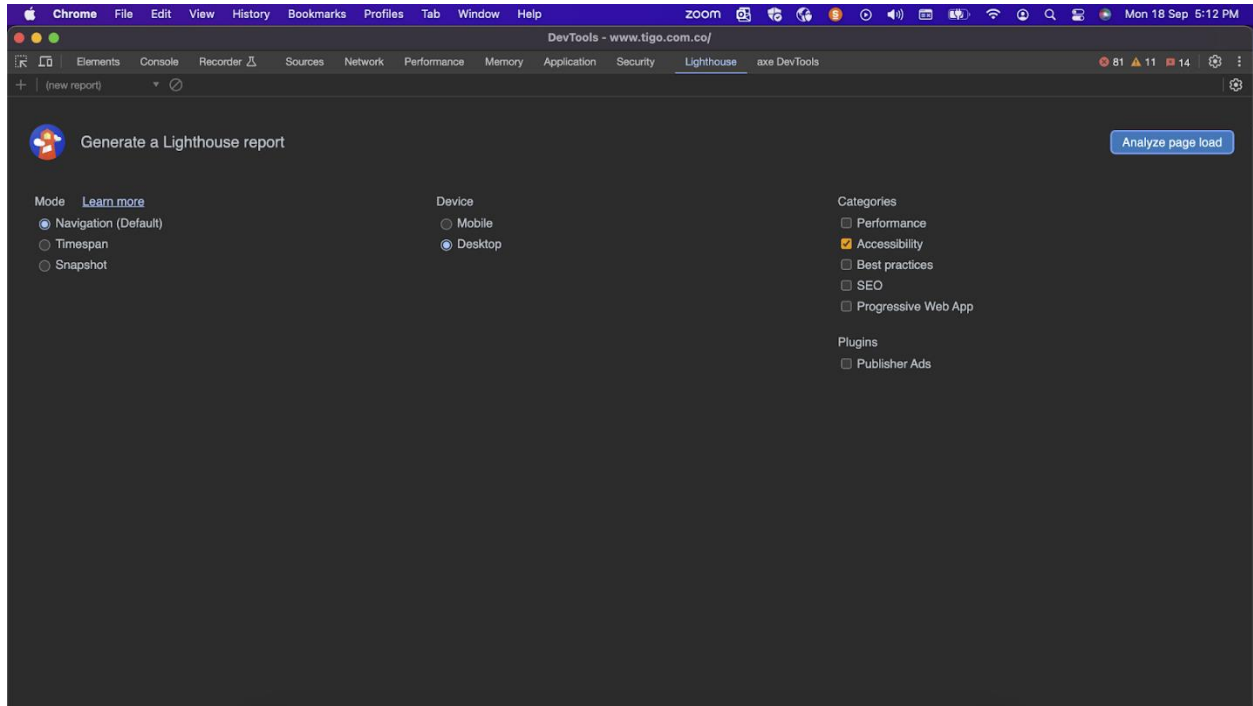 Chrome File Edit View History Bookmarks Profiles Tab Window Help zoom Mon 18 Sep 5:12 PM
DevTools - www.tigo.com.co/
Elements Console Recorder Sources Network Performance Memory Application Security Lighthouse axe DevTools 81 11 14
(new report)
Generate a Lighthouse report
Analyze page load
Mode Learn more
Navigation (Default)
Timespan
Snapshot
Device
Mobile
Desktop
Categories
Performance
Accessibility
Best practices
SEO
Progressive Web App
Plugins
Publisher Ads